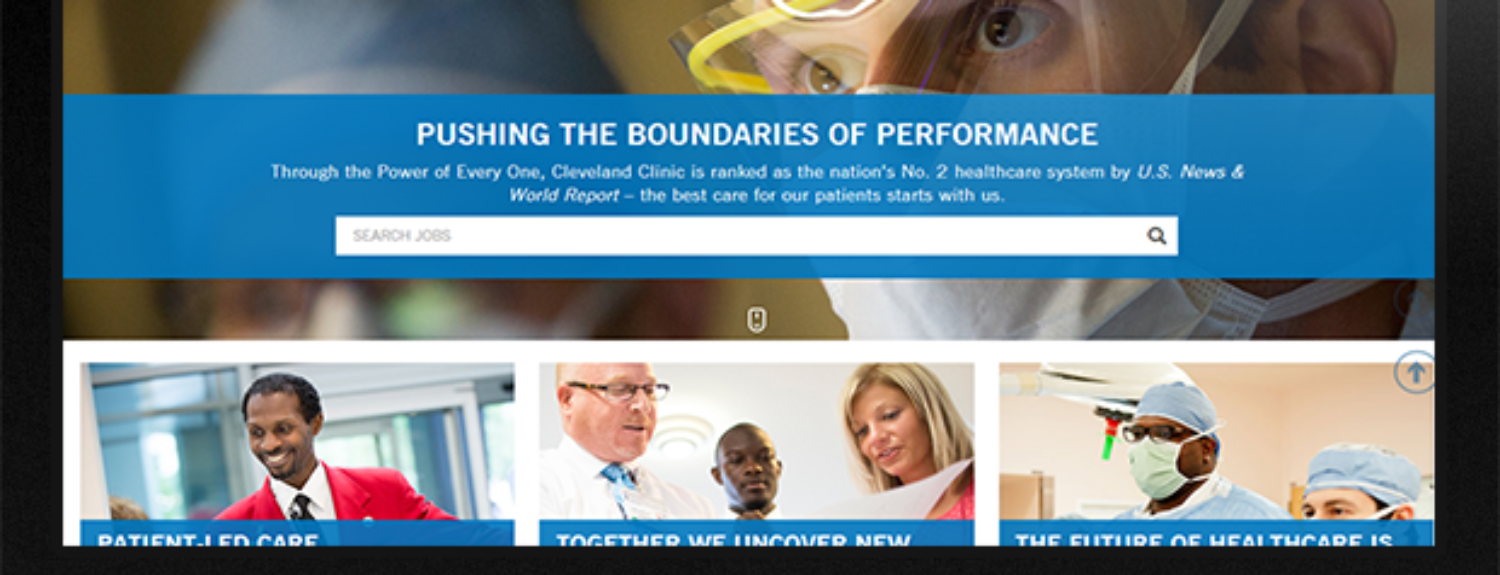 PUSHING THE BOUNDARIES OF PERFORMANCE
Through the Power of Every One, Cleveland Clinic is ranked as the nation's No. 2 healthcare system by U.S. News &
World Report – the best care for our patients starts with us.
SEARCH JOBS
PATIENT-LED CARE
TOGETHER WE UNCOVER NEW
THE FUTURE OF HEALTHCARE IS